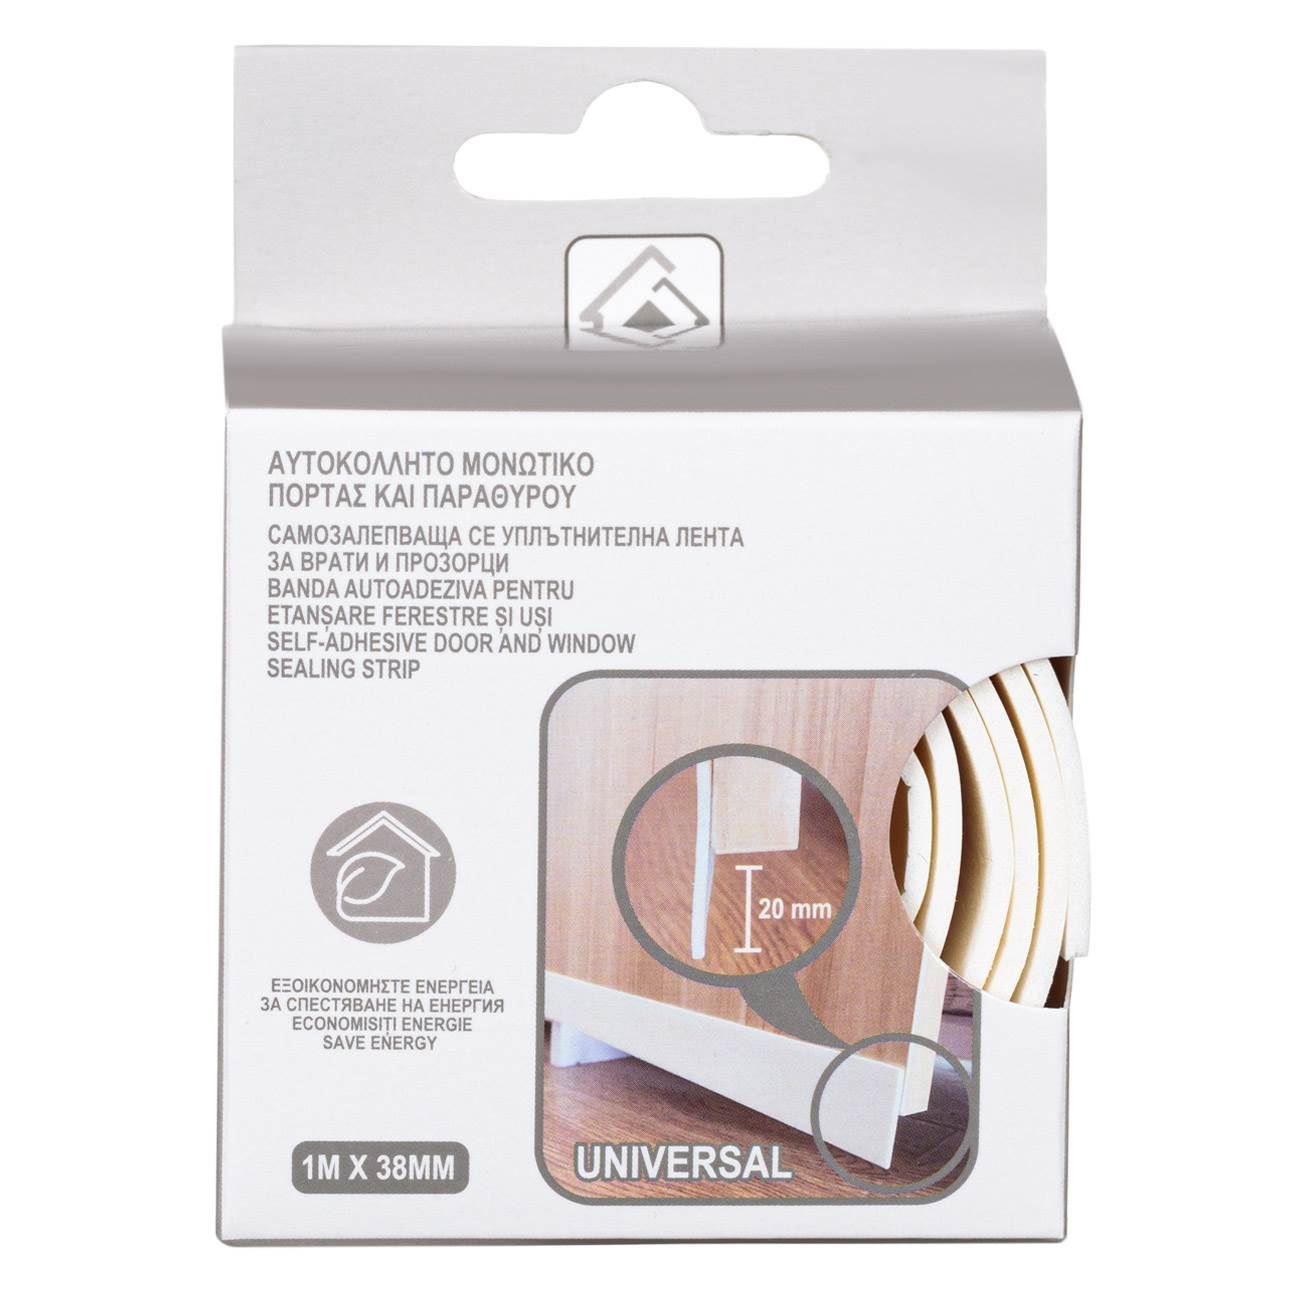 ΑΥΤΟΚΟΛΛΗΤΟ ΜΟΝΩΤΙΚΟ
ΠΟΡΤΑΣ ΚΑΙ ΠΑΡΑΘΥΡΟΥ
САМОЗАЛЕПВАЩА СЕ УПЛЪТНИТЕЛНА ЛЕНТА
ЗА ВРАТИ И ПРОЗОРЦИ
BANDA AUTOADEZIVA PENTRU
ETANȘARE FERESTRE ȘI UȘI
SELF-ADHESIVE DOOR AND WINDOW
SEALING STRIP
20 mm
ΕΞΟΙΚΟΝΟΜΗΣΤΕ ΕΝΕΡΓΕΙΑ
ЗА СПЕСТЯВАНЕ НА ЕНЕРГИЯ
ECONOMISIȚI ENERGIE
SAVE ENERGY
1M X 38MM
UNIVERSAL